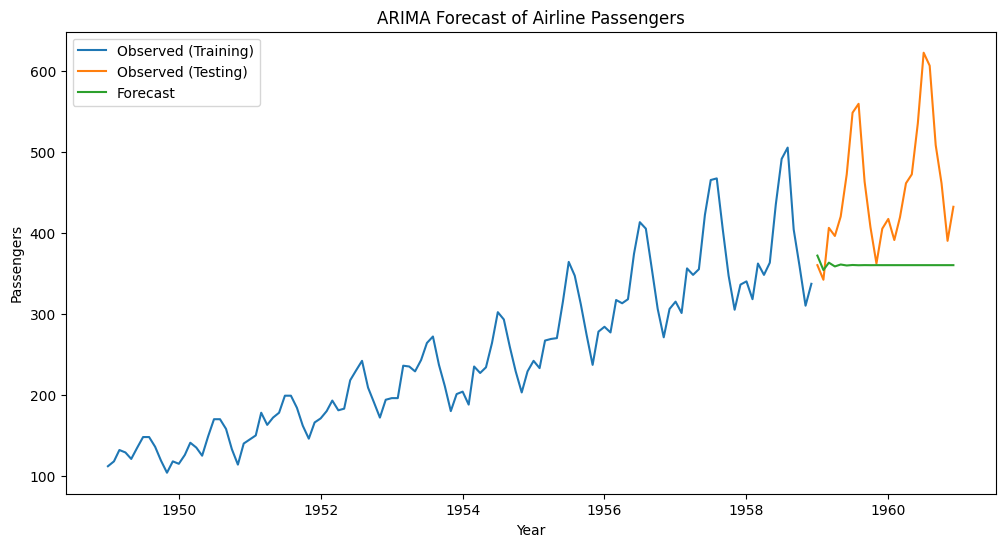 ARIMA Forecast of Airline Passengers
Observed (Training)
Observed (Testing)
Forecast
600
500
400
300
200
100
Passengers
1950 1952 1954 1956 1958 1960
Year